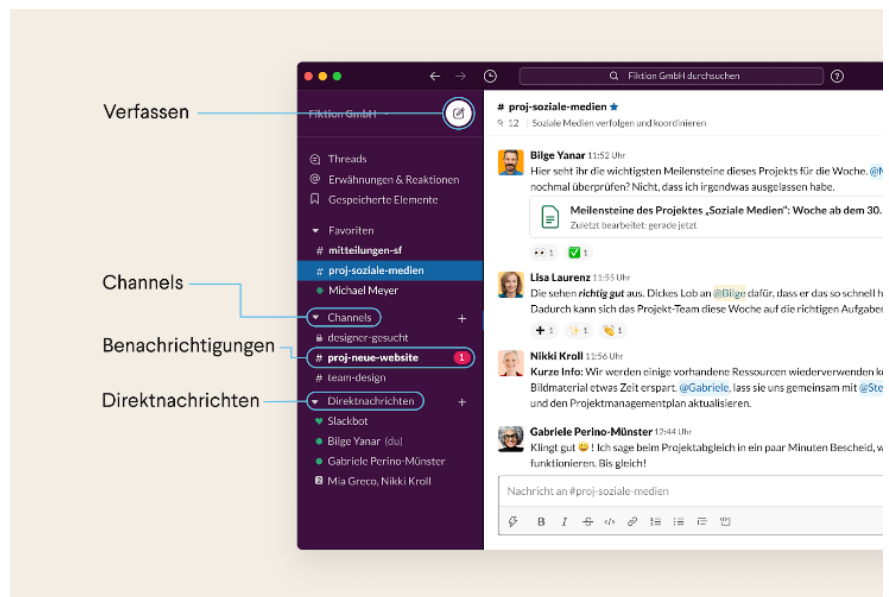 Fiktion GmbH durchsuchen
Verfassen
Fiktion GmbH
Threads
Erwähnungen & Reaktionen
Gespeicherte Elemente
Favoriten
# mitteilungen-sf
# proj-soziale-medien
Michael Meyer
Channels
Channels
designer-gesucht
Benachrichtigungen
# proj-neue-website 1
# team-design
Direktnachrichten
Direktnachrichten
Slackbot
Bilge Yanar (du)
Gabriele Perino-Münster
2 Mia Greco, Nikki Kroll
# proj-soziale-medien
12 | Soziale Medien verfolgen und koordinieren
Bilge Yanar 11:52 Uhr
Hier seht ihr die wichtigsten Meilensteine dieses Projekts für die Woche. @N
nochmal überprüfen? Nicht, dass ich irgendwas ausgelassen habe.
Meilensteine des Projektes „Soziale Medien“: Woche ab dem 30.
Zuletzt bearbeitet: gerade jetzt
1 1
Lisa Laurenz 11:55 Uhr
Die sehen richtig gut aus. Dickes Lob an @Bilge dafür, dass er das so schnell h
Dadurch kann sich das Projekt-Team diese Woche auf die richtigen Aufgaben
1 1 1
Nikki Kroll 11:56 Uhr
Kurze Info: Wir werden einige vorhandene Ressourcen wiederverwenden kö
Bildmaterial etwas Zeit erspart. @Gabriele, lass sie uns gemeinsam mit @Ste
und den Projektmanagementplan aktualisieren.
Gabriele Perino-Münster 12:44 Uhr
Klingt gut ! Ich sage beim Projektabgleich in ein paar Minuten Bescheid, w
funktionieren. Bis gleich!
Nachricht an #proj-soziale-medien
B I S </>